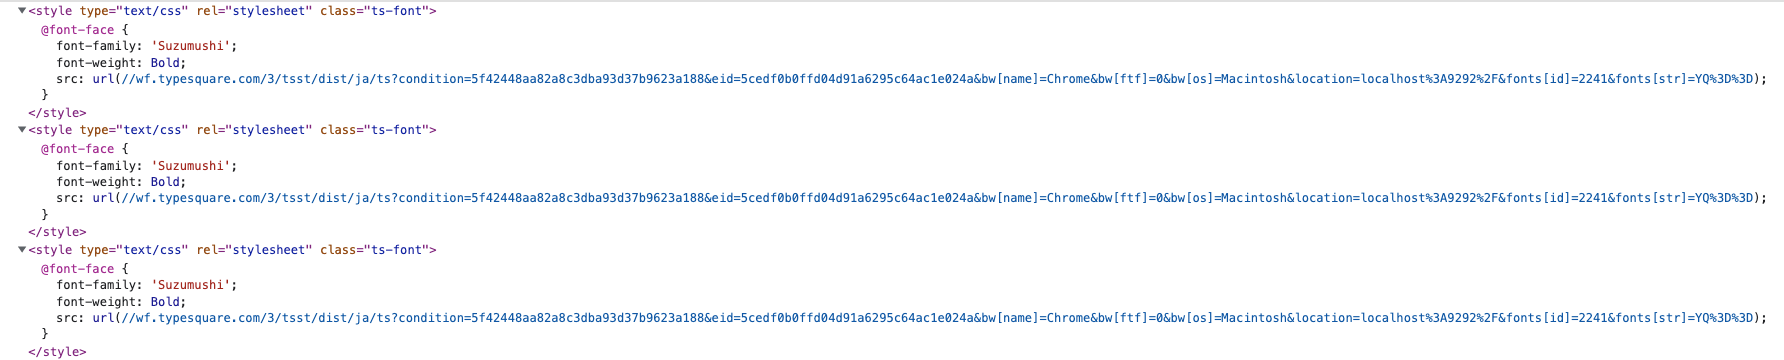 <style type="text/css" rel="stylesheet" class="ts-font">
@font-face {
font-family: 'Suzumushi';
font-weight: Bold;
src: url(//wf.typesquare.com/3/tsst/dist/ja/ts?condition=5f42448aa82a8c3dba93d37b9623a188&eid=5cedf0b0ffd04d91a6295c64ac1e024a&bw[name]=Chrome&bw[ftf]=0&bw[os]=Macintosh&location=localhost%3A9292%2F&fonts[id]=2241&fonts[str]=YQ%3D%3D);
}
</style>
<style type="text/css" rel="stylesheet" class="ts-font">
@font-face {
font-family: 'Suzumushi';
font-weight: Bold;
src: url(//wf.typesquare.com/3/tsst/dist/ja/ts?condition=5f42448aa82a8c3dba93d37b9623a188&eid=5cedf0b0ffd04d91a6295c64ac1e024a&bw[name]=Chrome&bw[ftf]=0&bw[os]=Macintosh&location=localhost%3A9292%2F&fonts[id]=2241&fonts[str]=YQ%3D%3D);
}
</style>
<style type="text/css" rel="stylesheet" class="ts-font">
@font-face {
font-family: 'Suzumushi';
font-weight: Bold;
src: url(//wf.typesquare.com/3/tsst/dist/ja/ts?condition=5f42448aa82a8c3dba93d37b9623a188&eid=5cedf0b0ffd04d91a6295c64ac1e024a&bw[name]=Chrome&bw[ftf]=0&bw[os]=Macintosh&location=localhost%3A9292%2F&fonts[id]=2241&fonts[str]=YQ%3D%3D);
}
</style>